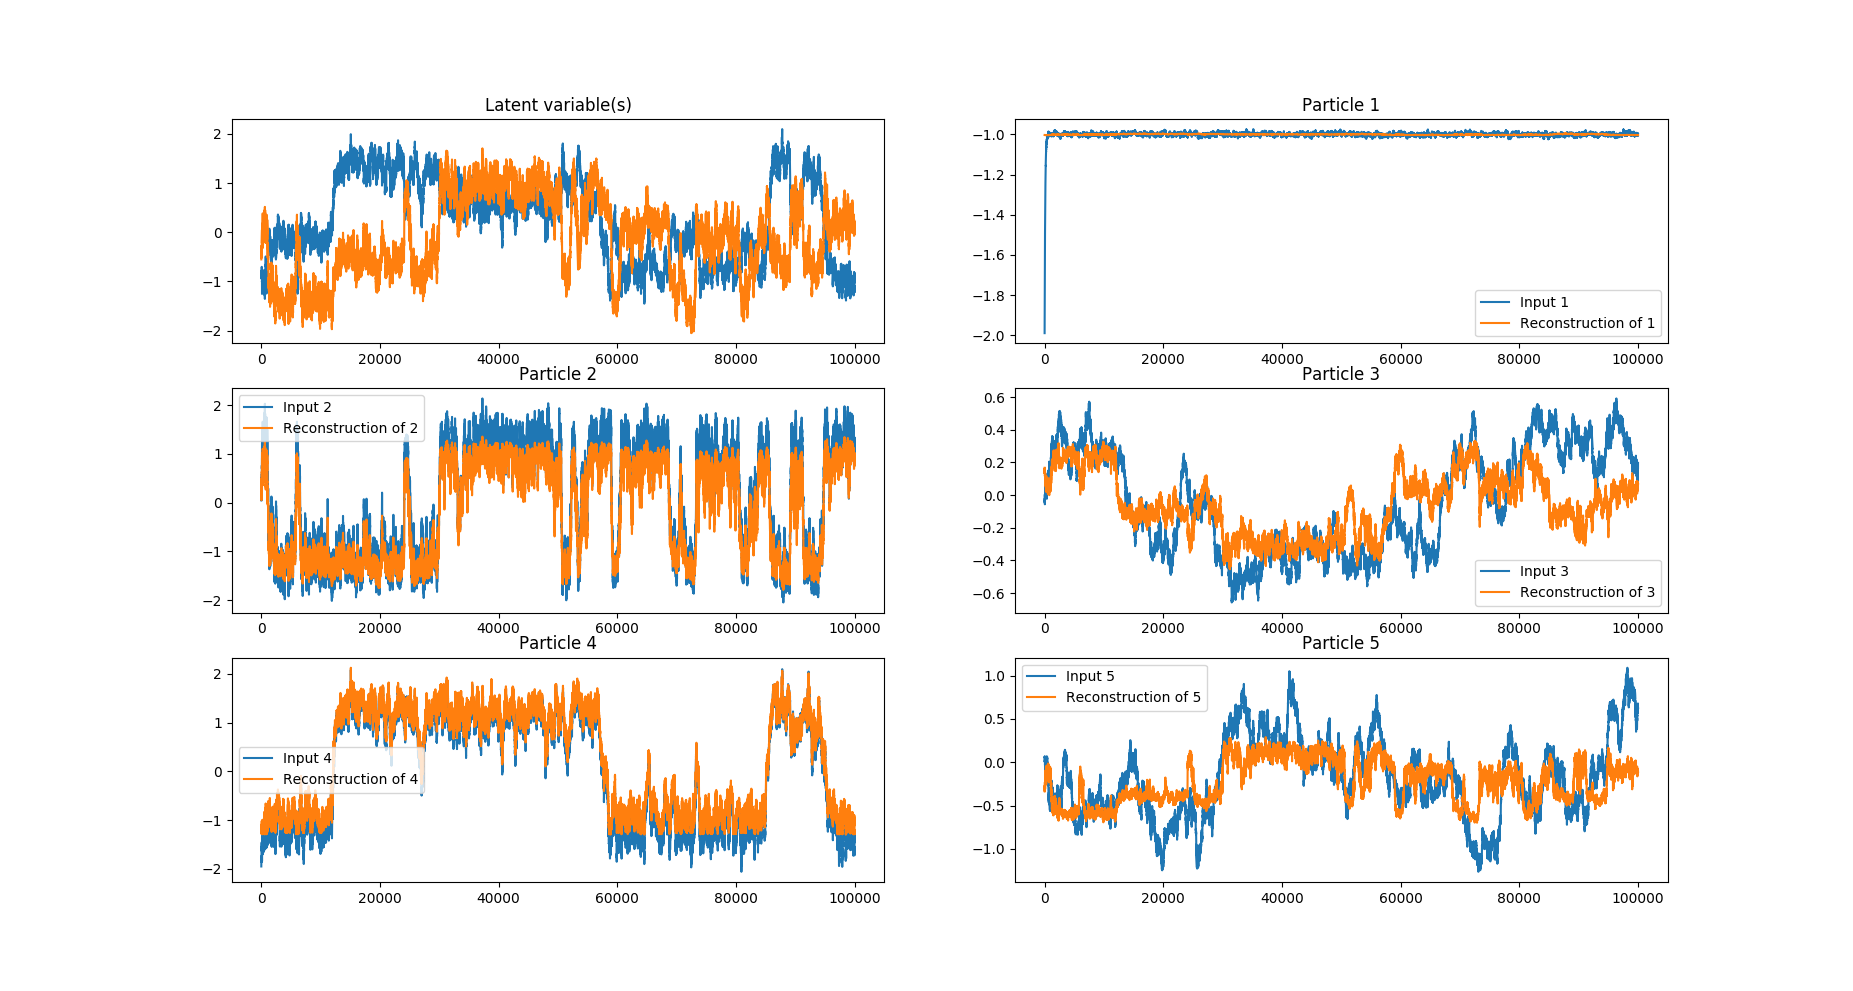 Latent variable(s)
2
1
0
−1
−2
0 20000 40000 60000 80000 100000
Particle 1
−1.0
−1.2
−1.4
−1.6
−1.8
−2.0
Input 1
Reconstruction of 1
0 20000 40000 60000 80000 100000
Particle 2
2
1
0
−1
−2
Input 2
Reconstruction of 2
0 20000 40000 60000 80000 100000
Particle 3
0.6
0.4
0.2
0.0
−0.2
−0.4
−0.6
Input 3
Reconstruction of 3
0 20000 40000 60000 80000 100000
Particle 4
2
1
0
−1
−2
Input 4
Reconstruction of 4
0 20000 40000 60000 80000 100000
Particle 5
1.0
0.5
0.0
−0.5
−1.0
Input 5
Reconstruction of 5
0 20000 40000 60000 80000 100000